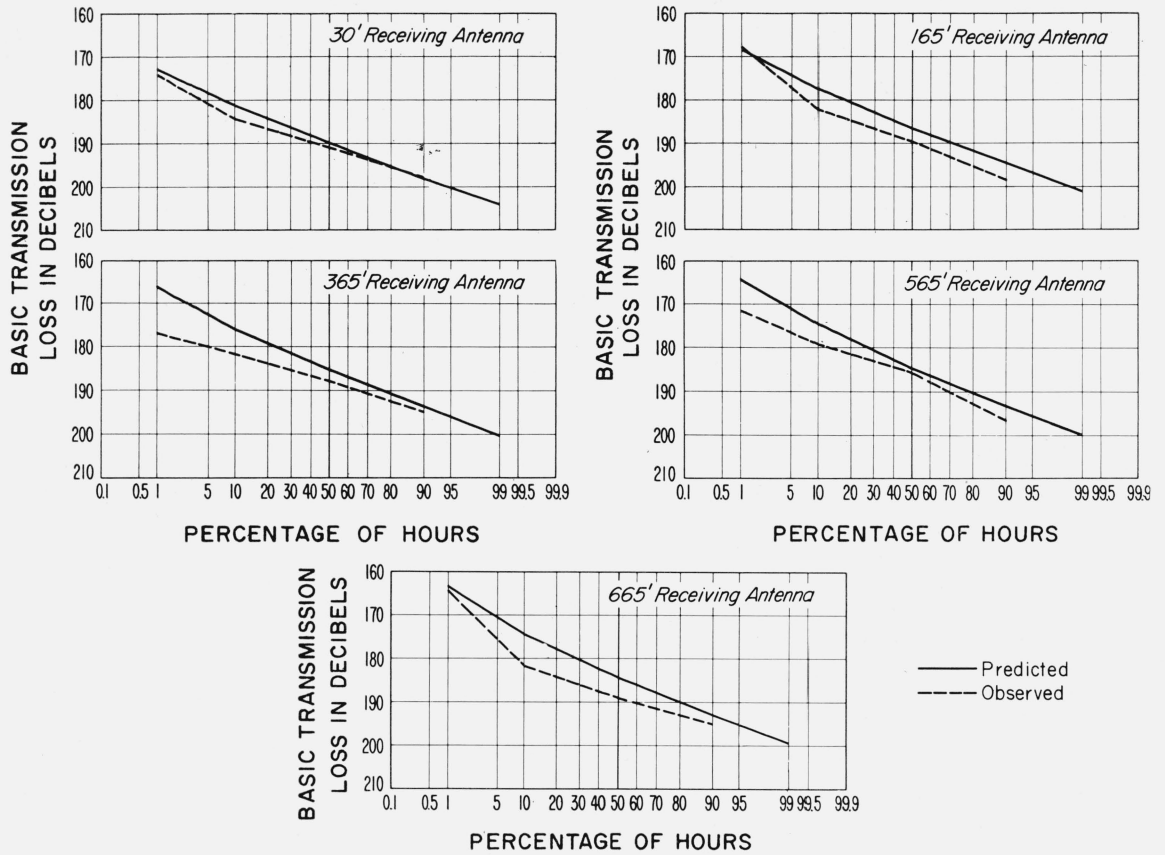 30' Receiving Antenna
BASIC TRANSMISSION
LOSS IN DECIBELS
160
170
180
190
200
210
165' Receiving Antenna
BASIC TRANSMISSION
LOSS IN DECIBELS
160
170
180
190
200
210
365' Receiving Antenna
BASIC TRANSMISSION
LOSS IN DECIBELS
160
170
180
190
200
210
0.1 0.5 1 5 10 20 30 40 50 60 70 80 90 95 99 99.5 99.9
PERCENTAGE OF HOURS
565' Receiving Antenna
BASIC TRANSMISSION
LOSS IN DECIBELS
160
170
180
190
200
210
0.1 0.5 1 5 10 20 30 40 50 60 70 80 90 95 99 99.5 99.9
PERCENTAGE OF HOURS
665' Receiving Antenna
BASIC TRANSMISSION
LOSS IN DECIBELS
160
170
180
190
200
210
0.1 0.5 1 5 10 20 30 40 50 60 70 80 90 95 99 99.5 99.9
PERCENTAGE OF HOURS
Predicted
Observed